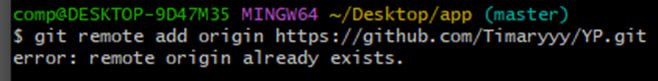 comp@DESKTOP-9D47M35 MINGW64 ~/Desktop/app (master)
$ git remote add origin https://github.com/Timaryyy/YP.git
error: remote origin already exists.